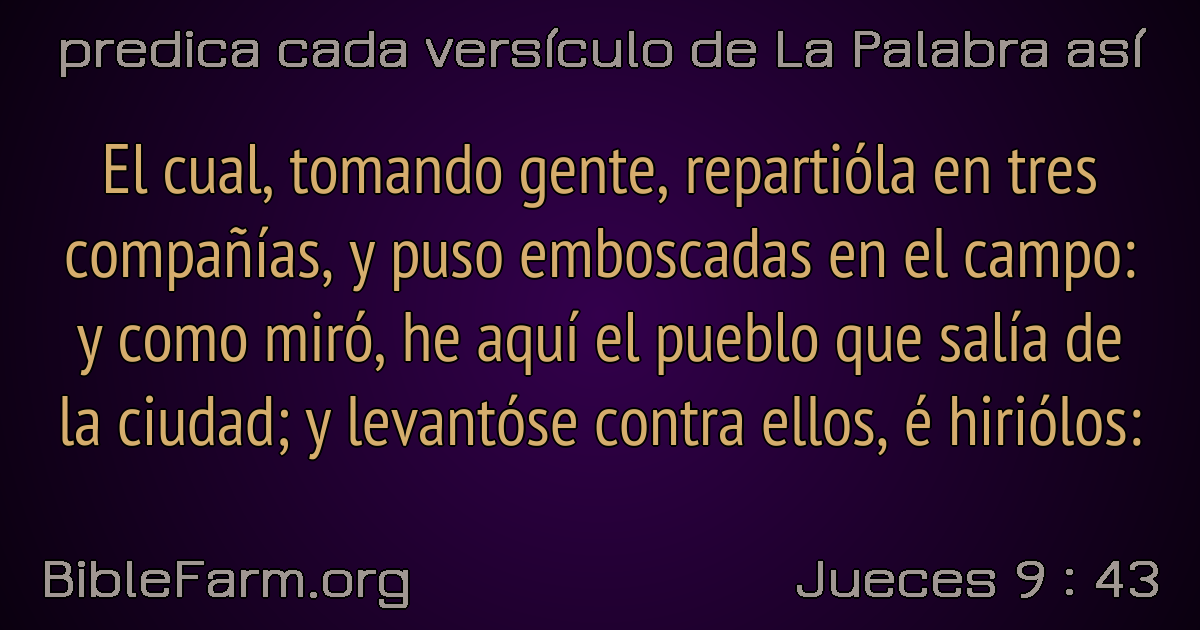 predica cada versículo de La Palabra así
El cual, tomando gente, repartióla en tres
compañías, y puso emboscadas en el campo:
y como miró, he aquí el pueblo que salía de
la ciudad; y levantóse contra ellos, é hiriólos:
BibleFarm.org
Jueces 9 : 43